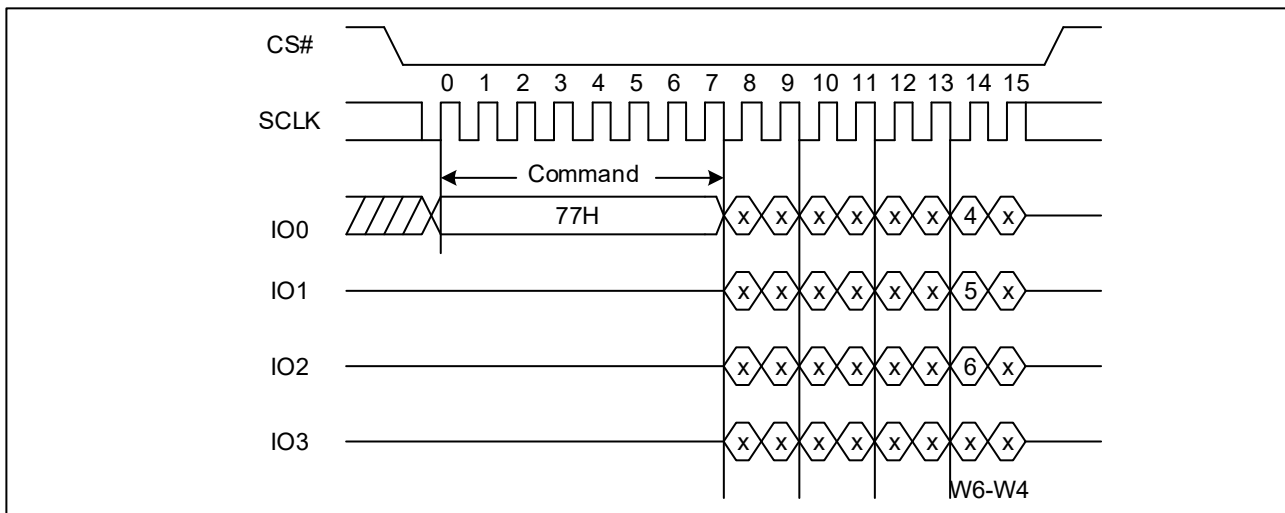 CS#
0 1 2 3 4 5 6 7 8 9 10 11 12 13 14 15
SCLK
Command
IO0 77H x x x x x x 4 x
IO1 x x x x x x 5 x
IO2 x x x x x x 6 x
IO3 x x x x x x x x
W6-W4